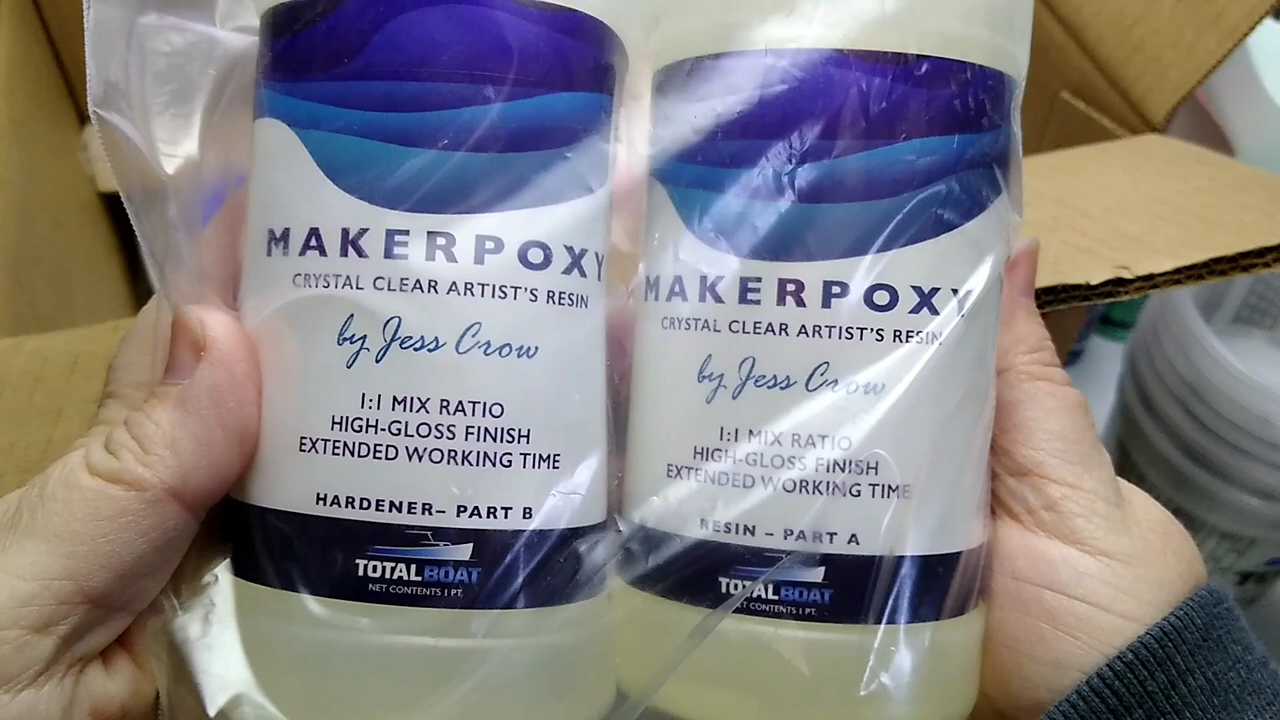 MAKERPOXY
CRYSTAL CLEAR ARTIST'S RESIN
by Jess Crow
1:1 MIX RATIO
HIGH-GLOSS FINISH
EXTENDED WORKING TIME
HARDENER– PART B
TOTALBOAT
NET CONTENTS 1 PT.
MAKERPOXY
CRYSTAL CLEAR ARTIST'S RESIN
by Jess Crow
1:1 MIX RATIO
HIGH-GLOSS FINISH
EXTENDED WORKING TIME
RESIN – PART A
TOTALBOAT
NET CONTENTS 1 PT.